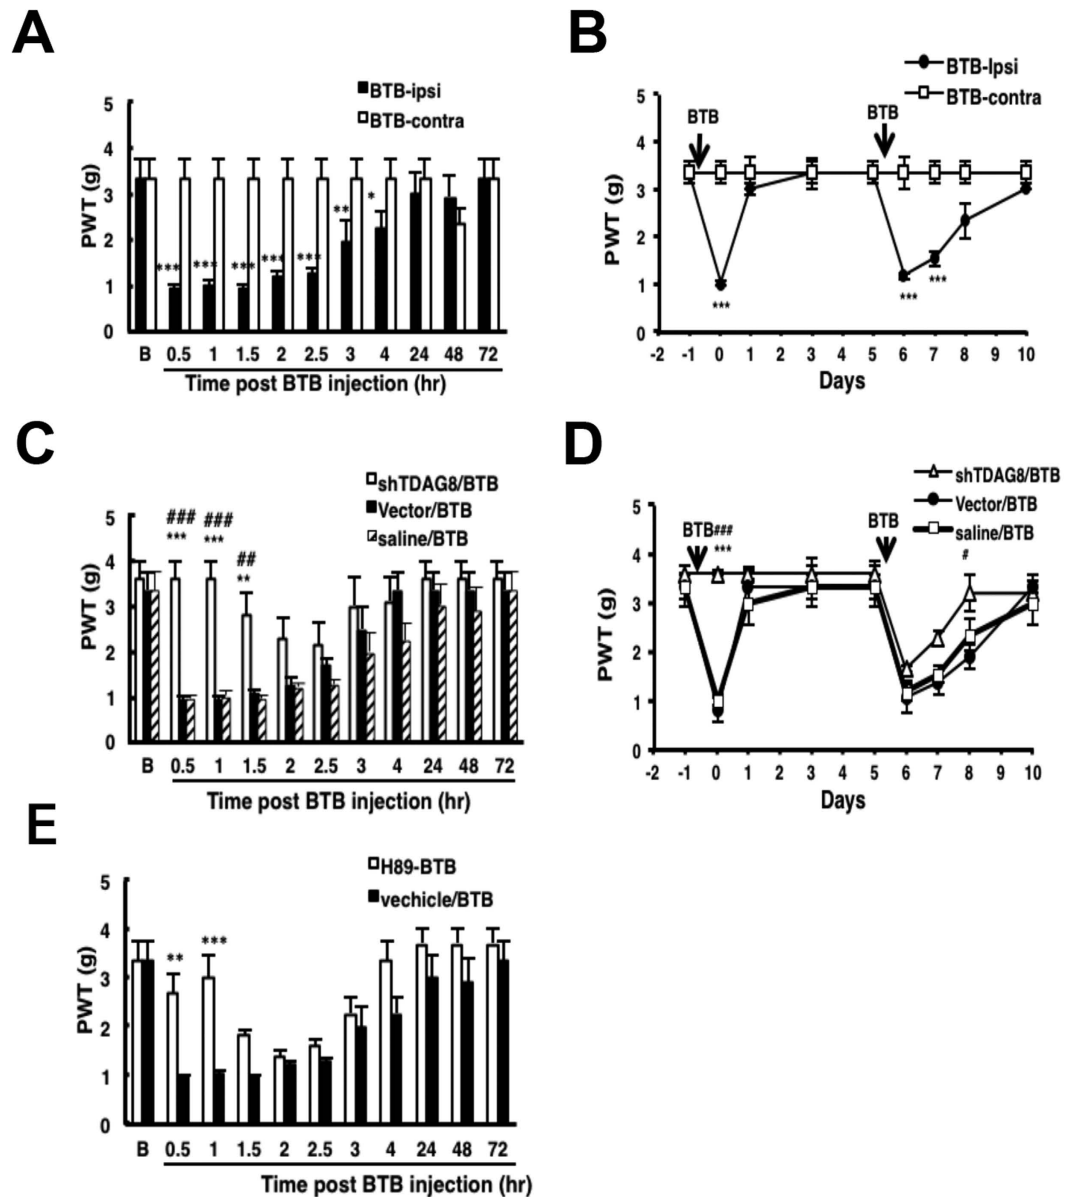 A
BTB-ipsi
BTB-contra
PWT (g)
5
4
3
2
1
0
*** *** *** *** *** ** *
B 0.5 1 1.5 2 2.5 3 4 24 48 72
Time post BTB injection (hr)
B
BTB-Ipsi
BTB-contra
BTB BTB
PWT (g)
5
4
3
2
1
0
*** *** ***
-2 -1 0 1 2 3 4 5 6 7 8 9 10
Days
C
shTDAG8/BTB
Vector/BTB
saline/BTB
PWT (g)
5
4
3
2
1
0
### ### ##
*** *** **
B 0.5 1 1.5 2 2.5 3 4 24 48 72
Time post BTB injection (hr)
D
shTDAG8/BTB
Vector/BTB
saline/BTB
BTB ### BTB
*** #
PWT (g)
5
4
3
2
1
0
-2 -1 0 1 2 3 4 5 6 7 8 9 10
Days
E
H89-BTB
vechicle/BTB
PWT (g)
5
4
3
2
1
0
** ***
B 0.5 1 1.5 2 2.5 3 4 24 48 72
Time post BTB injection (hr)